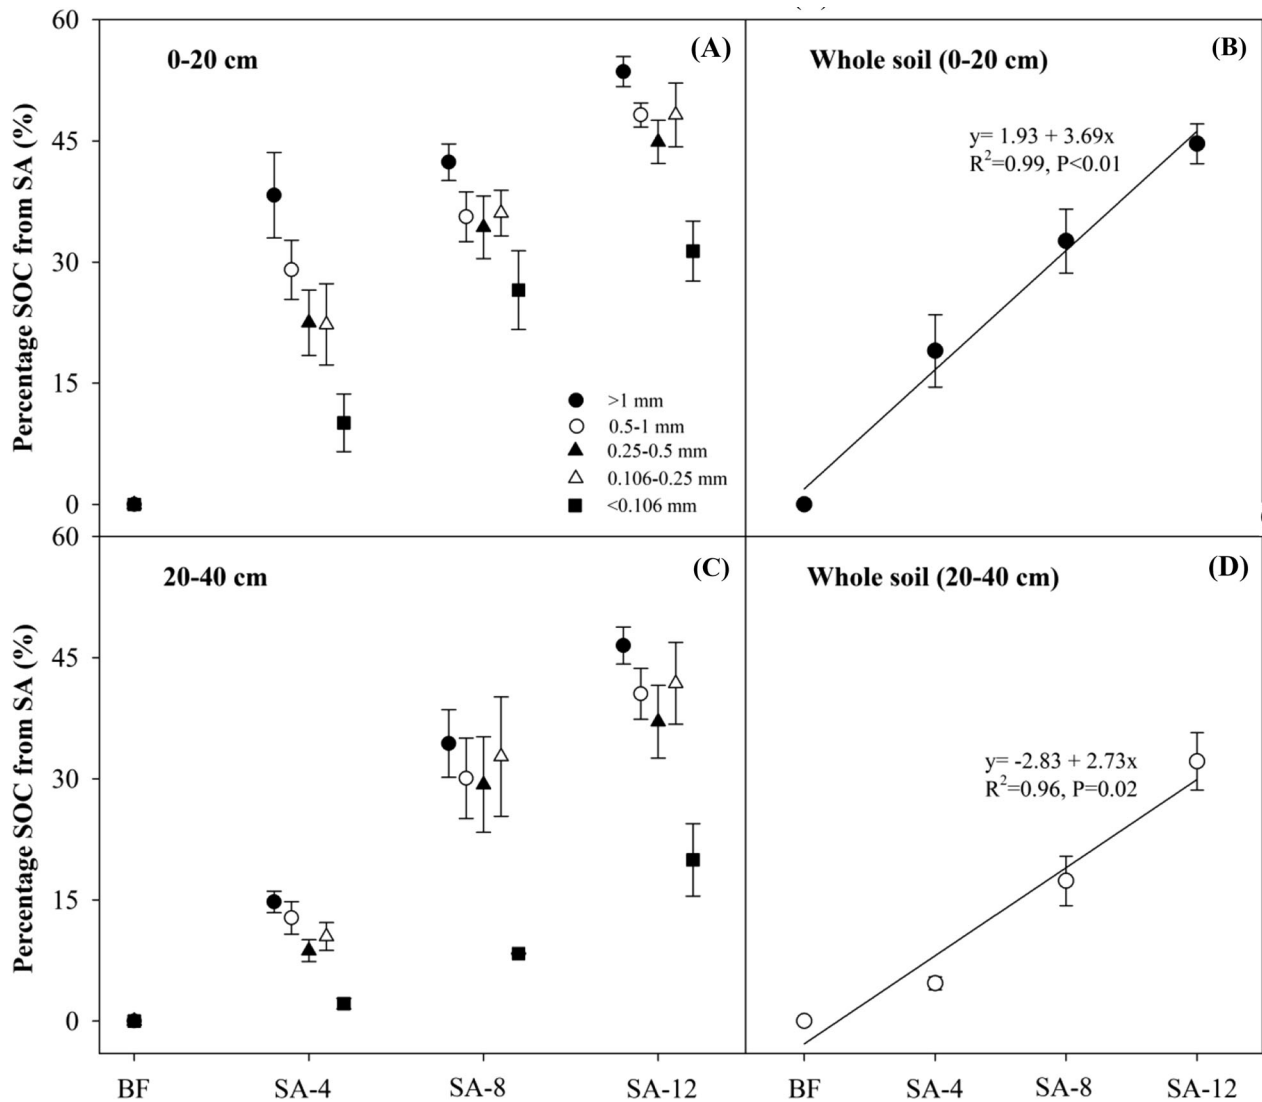 0-20 cm
(A)
Whole soil (0-20 cm)
(B)
60
45
30
15
0
Percentage SOC from SA (%)
y= 1.93 + 3.69x
R²=0.99, P<0.01
>1 mm
0.5-1 mm
0.25-0.5 mm
0.106-0.25 mm
<0.106 mm
20-40 cm
(C)
Whole soil (20-40 cm)
(D)
60
45
30
15
0
Percentage SOC from SA (%)
y= -2.83 + 2.73x
R²=0.96, P=0.02
BF SA-4 SA-8 SA-12 BF SA-4 SA-8 SA-12